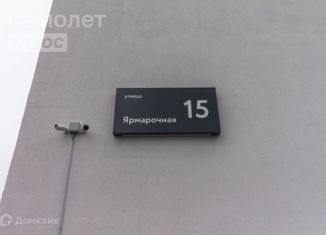 самолет
плюс
улица
Ярмарочная 15
Домклик